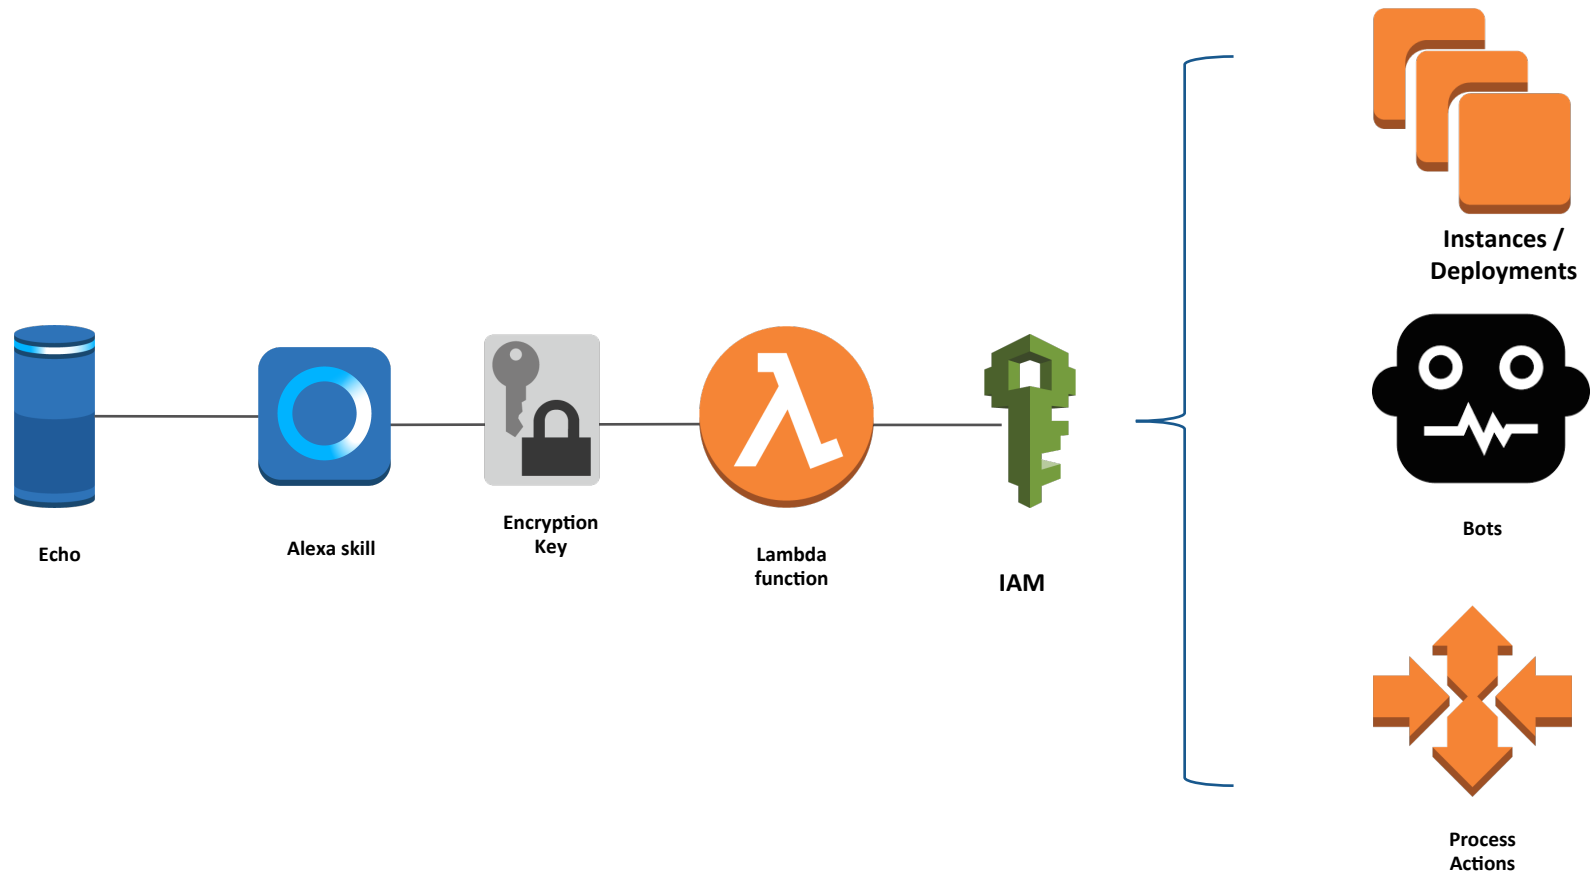 Instances /
Deployments
Echo
Alexa skill
Encryption
Key
Lambda
function
IAM
Bots
Process
Actions